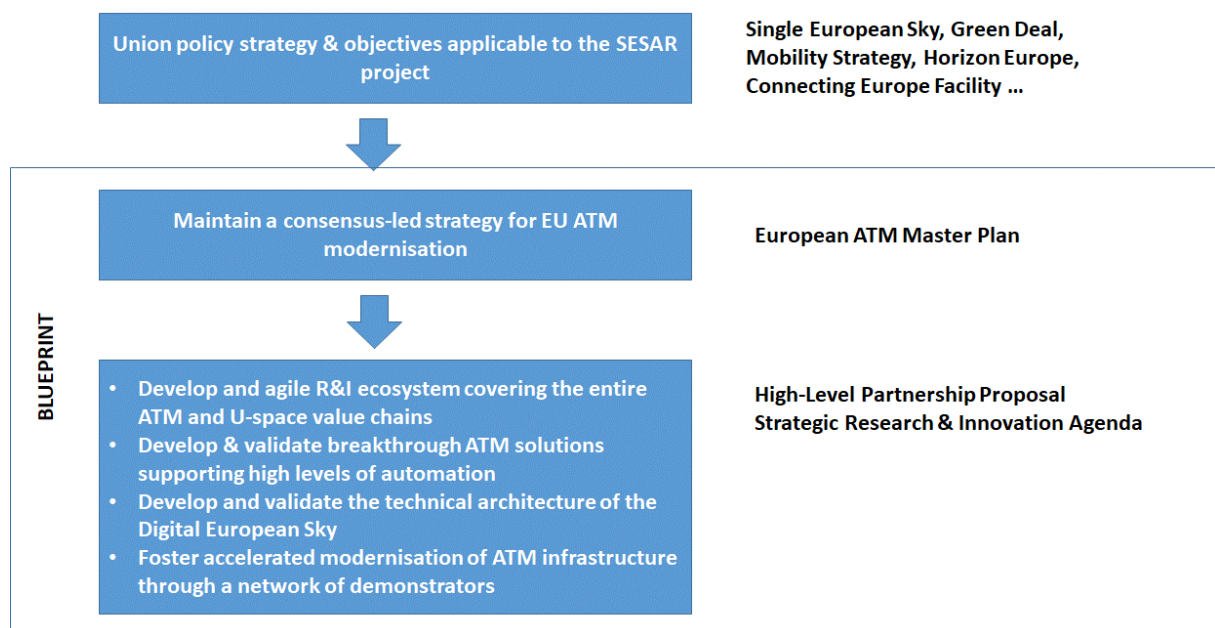 Union policy strategy & objectives applicable to the SESAR
project
Single European Sky, Green Deal,
Mobility Strategy, Horizon Europe,
Connecting Europe Facility ...
BLUEPRINT
Maintain a consensus-led strategy for EU ATM
modernisation
European ATM Master Plan
• Develop and agile R&I ecosystem covering the entire
ATM and U-space value chains
• Develop & validate breakthrough ATM solutions
supporting high levels of automation
• Develop and validate the technical architecture of the
Digital European Sky
• Foster accelerated modernisation of ATM infrastructure
through a network of demonstrators
High-Level Partnership Proposal
Strategic Research & Innovation Agenda